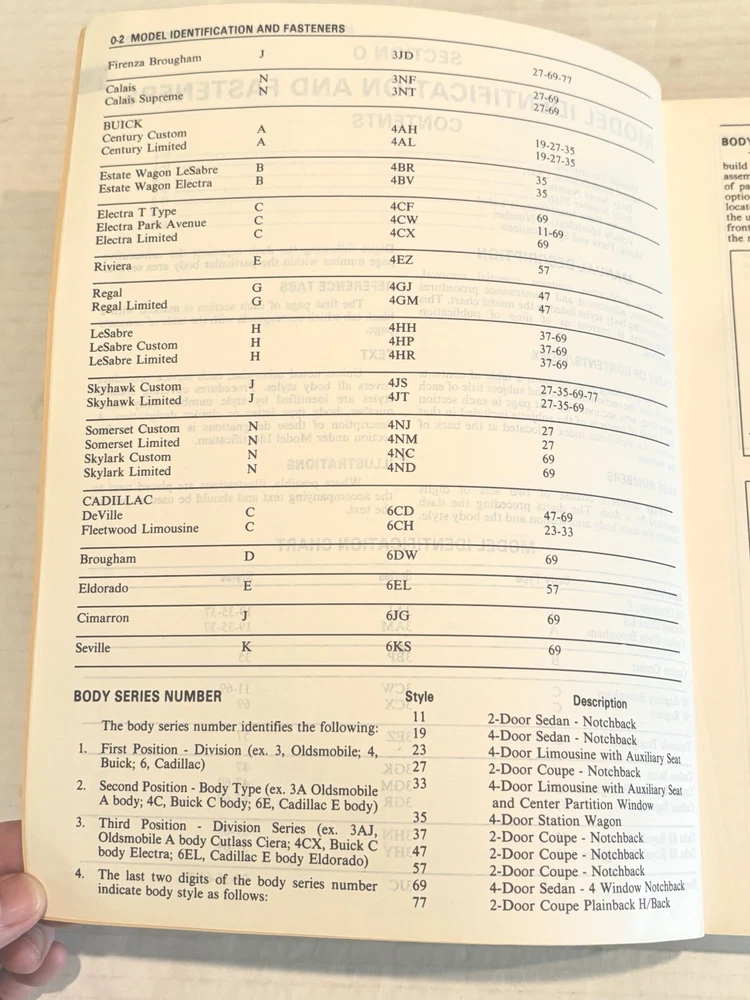 0-2 MODEL IDENTIFICATION AND FASTENERS
Firenza Brougham J 3JD 27-69-77
Calais N 3NF 27-69
Calais Supreme N 3NT 27-69
BUICK
Century Custom A 4AH 19-27-35
Century Limited A 4AL 19-27-35
Estate Wagon LeSabre B 4BR 35
Estate Wagon Electra B 4BV 35
Electra T Type C 4CF 69
Electra Park Avenue C 4CW 11-69
Electra Limited C 4CX 69
Riviera E 4EZ 57
Regal G 4GJ 47
Regal Limited G 4GM 47
LeSabre H 4HH 37-69
LeSabre Custom H 4HP 37-69
LeSabre Limited H 4HR 37-69
Skyhawk Custom J 4JS 27-35-69-77
Skyhawk Limited J 4JT 27-35-69
Somerset Custom N 4NJ 27
Somerset Limited N 4NM 27
Skylark Custom N 4NC 69
Skylark Limited N 4ND 69
CADILLAC
DeVille C 6CD 47-69
Fleetwood Limousine C 6CH 23-33
Brougham D 6DW 69
Eldorado E 6EL 57
Cimarron J 6JG 69
Seville K 6KS 69
BODY SERIES NUMBER
The body series number identifies the following:
1. First Position - Division (ex. 3, Oldsmobile; 4,
Buick; 6, Cadillac)
2. Second Position - Body Type (ex. 3A Oldsmobile
A body; 4C, Buick C body; 6E, Cadillac E body)
3. Third Position - Division Series (ex. 3AJ,
Oldsmobile A body Cutlass Ciera; 4CX, Buick C
body Electra; 6EL, Cadillac E body Eldorado)
4. The last two digits of the body series number
indicate body style as follows:
Style Description
11 2-Door Sedan - Notchback
19 4-Door Sedan - Notchback
23 4-Door Limousine with Auxiliary Seat
27 2-Door Coupe - Notchback
33 4-Door Limousine with Auxiliary Seat
and Center Partition Window
35 4-Door Station Wagon
37 2-Door Coupe - Notchback
47 2-Door Coupe - Notchback
57 2-Door Coupe - Notchback
69 4-Door Sedan - 4 Window Notchback
77 2-Door Coupe Plainback H/Back
BODY
build
assem
of pa
optio
locat
the u
front
the r